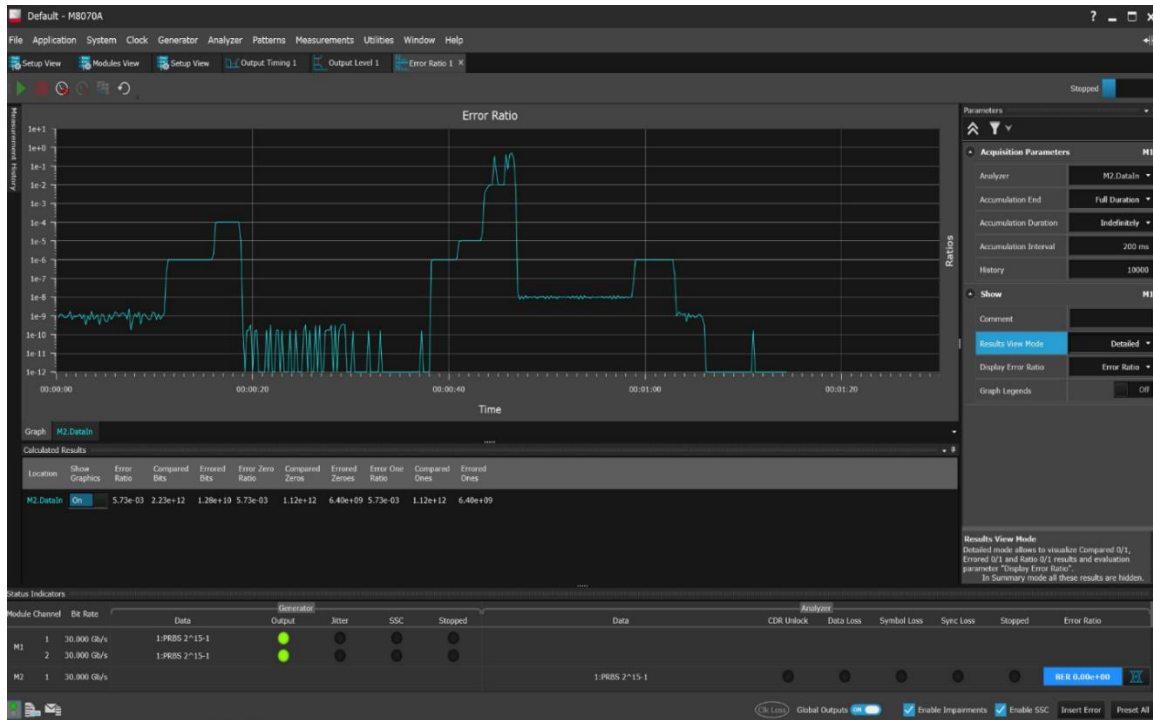 Default - M8070A
File Application System Clock Generator Analyzer Patterns Measurements Utilities Window Help
Setup View Modules View Setup View Output Timing 1 Output Level 1 Error Ratio 1 ×
Stopped
Measurement History
Error Ratio
1e+1
1e+0
1e-1
1e-2
1e-3
1e-4
1e-5
1e-6
1e-7
1e-8
1e-9
1e-10
1e-11
1e-12
Ratios
00:00:00 00:00:20 00:00:40 00:01:00 00:01:20
Time
Graph M2.DataIn
Calculated Results
Location Show Graphics Error Ratio Compared Bits Errored Bits Error Zero Ratio Compared Zeros Errored Zeroes Error One Ratio Compared Ones Errored Ones
M2.DataIn On 5.73e-03 2.23e+12 1.28e+10 5.73e-03 1.12e+12 6.40e+09 5.73e-03 1.12e+12 6.40e+09
Parameters
Acquisition Parameters M1
Analyzer M2.DataIn
Accumulation End Full Duration
Accumulation Duration Indefinitely
Accumulation Interval 200 ms
History 10000
Show M1
Comment
Results View Mode Detailed
Display Error Ratio Error Ratio
Graph Legends Off
Results View Mode
Detailed mode allows to visualize Compared 0/1,
Errored 0/1 and Ratio 0/1 results and evaluation
parameter "Display Error Ratio".
In Summary mode all these results are hidden.
Status Indicators
Generator Analyzer
Module Channel Bit Rate Data Output Jitter SSC Stopped Data CDR Unlock Data Loss Symbol Loss Sync Loss Stopped Error Ratio
M1 1 30.000 Gb/s 1:PRBS 2^15-1
2 30.000 Gb/s 1:PRBS 2^15-1
M2 1 30.000 Gb/s 1:PRBS 2^15-1 BER 0.00e+00
Clk Loss Global Outputs ON Enable Impairments Enable SSC Insert Error Preset All